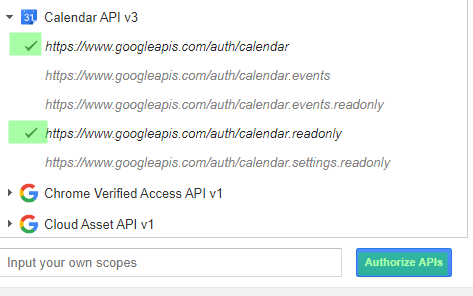 31 Calendar API v3
https://www.googleapis.com/auth/calendar
https://www.googleapis.com/auth/calendar.events
https://www.googleapis.com/auth/calendar.events.readonly
https://www.googleapis.com/auth/calendar.readonly
https://www.googleapis.com/auth/calendar.settings.readonly
Chrome Verified Access API v1
Cloud Asset API v1
Input your own scopes Authorize APIs